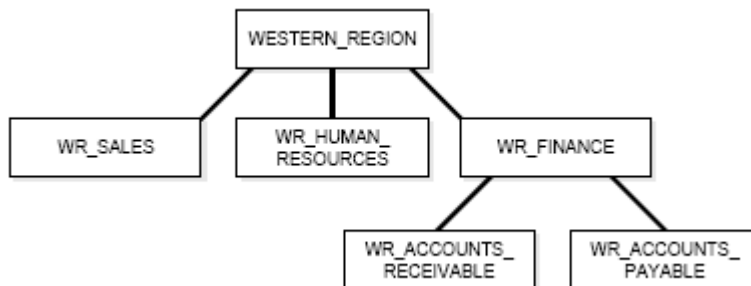 WESTERN_REGION
WR_SALES
WR_HUMAN_
RESOURCES
WR_FINANCE
WR_ACCOUNTS_
RECEIVABLE
WR_ACCOUNTS_
PAYABLE